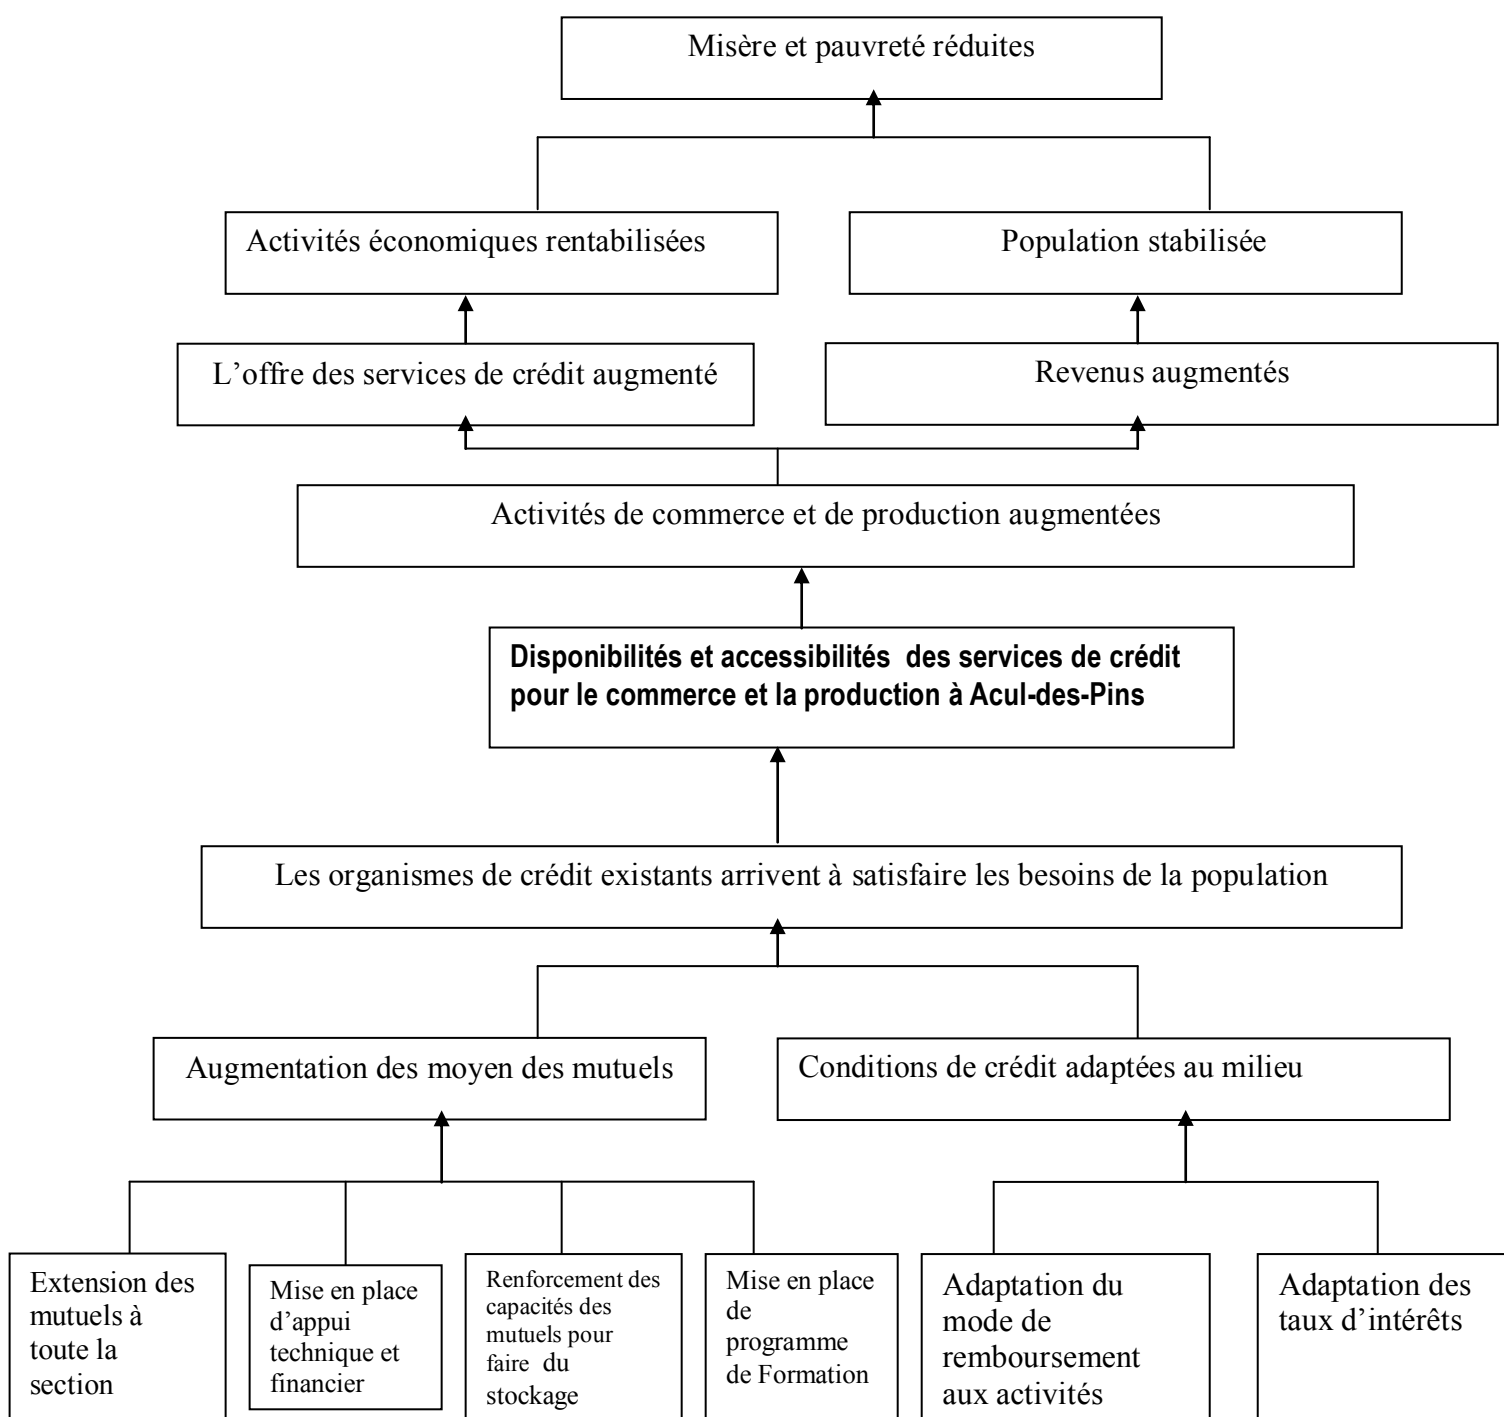 Misère et pauvreté réduites
Activités économiques rentabilisées
Population stabilisée
L’offre des services de crédit augmenté
Revenus augmentés
Activités de commerce et de production augmentées
Disponibilités et accessibilités des services de crédit
pour le commerce et la production à Acul-des-Pins
Les organismes de crédit existants arrivent à satisfaire les besoins de la population
Augmentation des moyen des mutuels
Conditions de crédit adaptées au milieu
Extension des
mutuels à
toute la
section
Mise en place
d’appui
technique et
financier
Renforcement des
capacités des
mutuels pour
faire du
stockage
Mise en place
de
programme
de Formation
Adaptation du
mode de
remboursement
aux activités
Adaptation des
taux d’intérêts